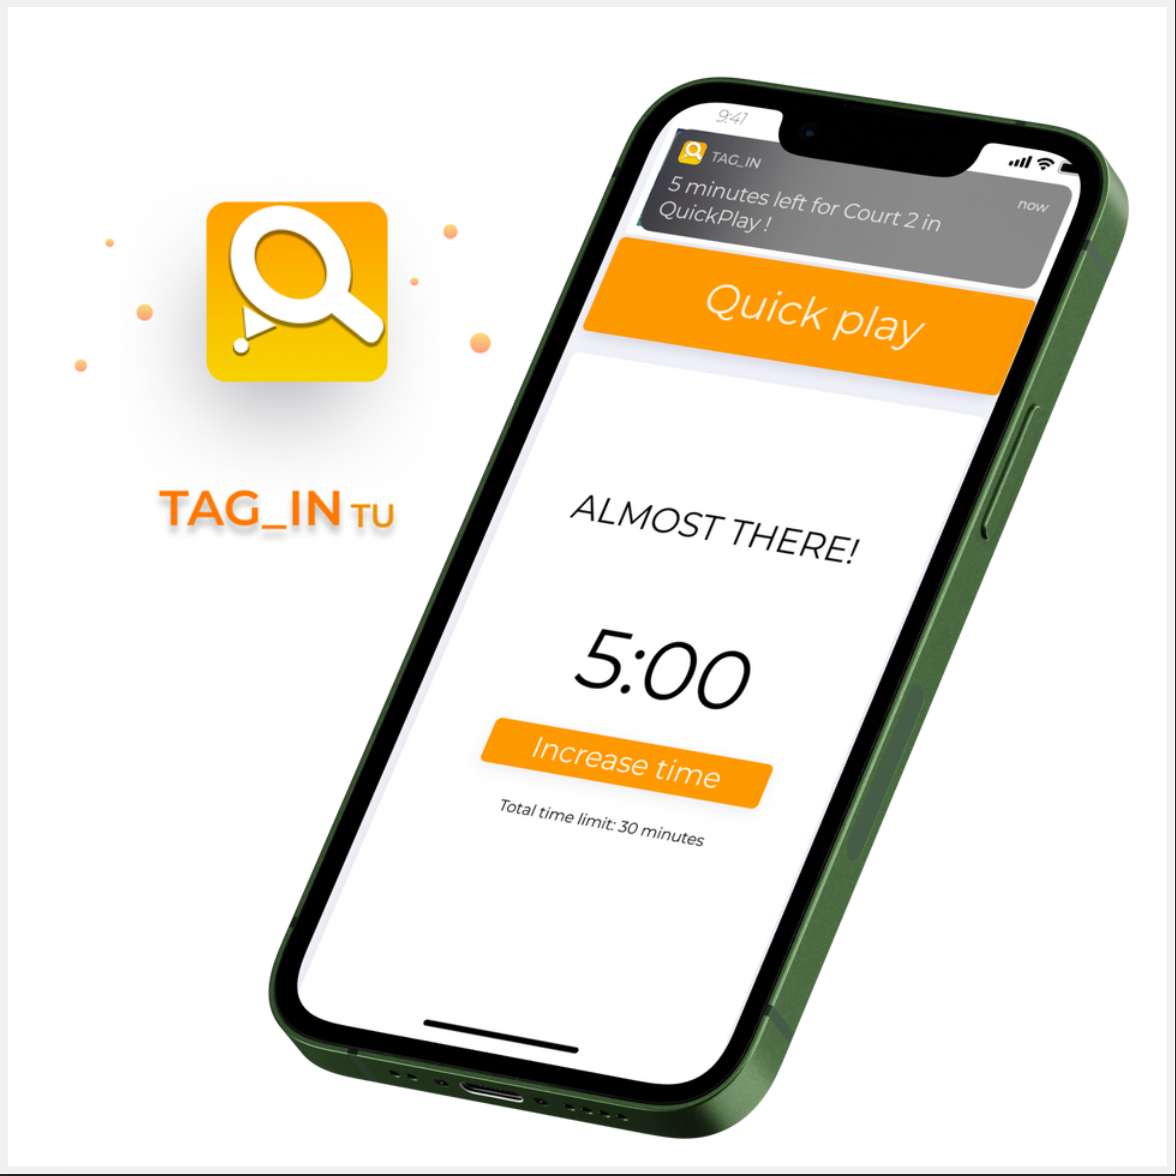 TAG_IN TU
9:41
TAG_IN
now
5 minutes left for Court 2 in
QuickPlay !
Quick play
ALMOST THERE!
5:00
Increase time
Total time limit: 30 minutes